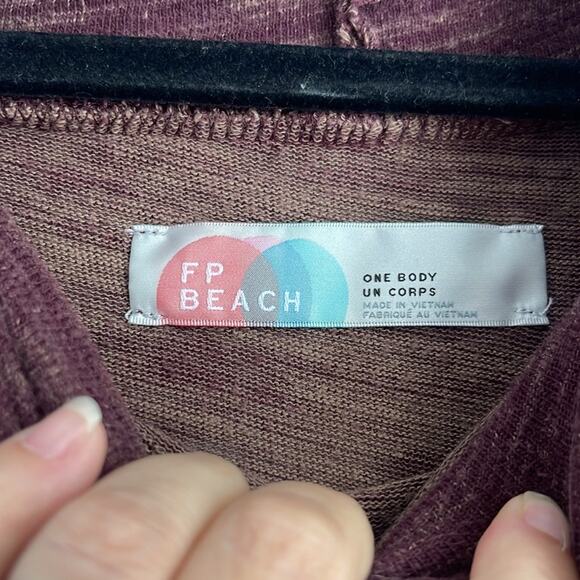 FP
BEACH
ONE BODY
UN CORPS
MADE IN VIETNAM
FABRIQUÉ AU VIETNAM